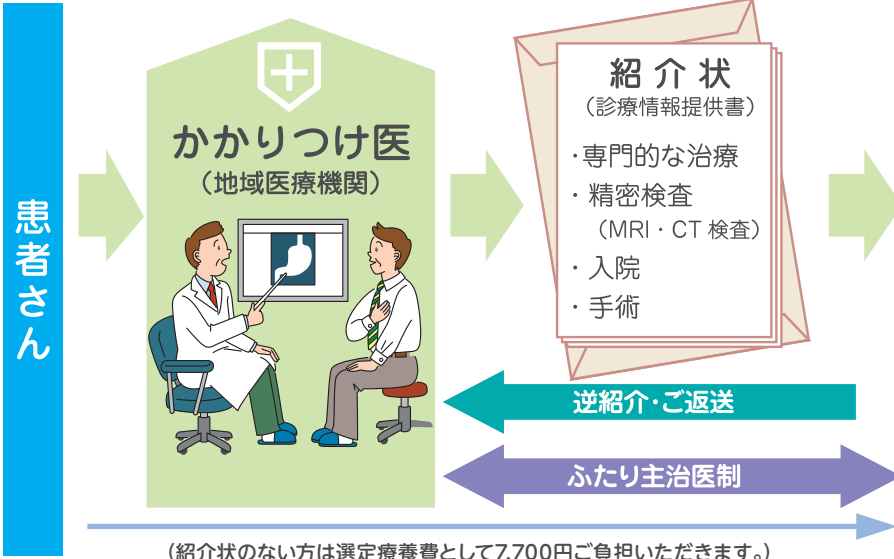 患者さん
かかりつけ医
（地域医療機関）
紹介状
（診療情報提供書）
・専門的な治療
・精密検査
（MRI・CT 検査）
・入院
・手術
逆紹介・ご返送
ふたり主治医制
（紹介状のない方は選定療養費として7,700円ご負担いただきます。）